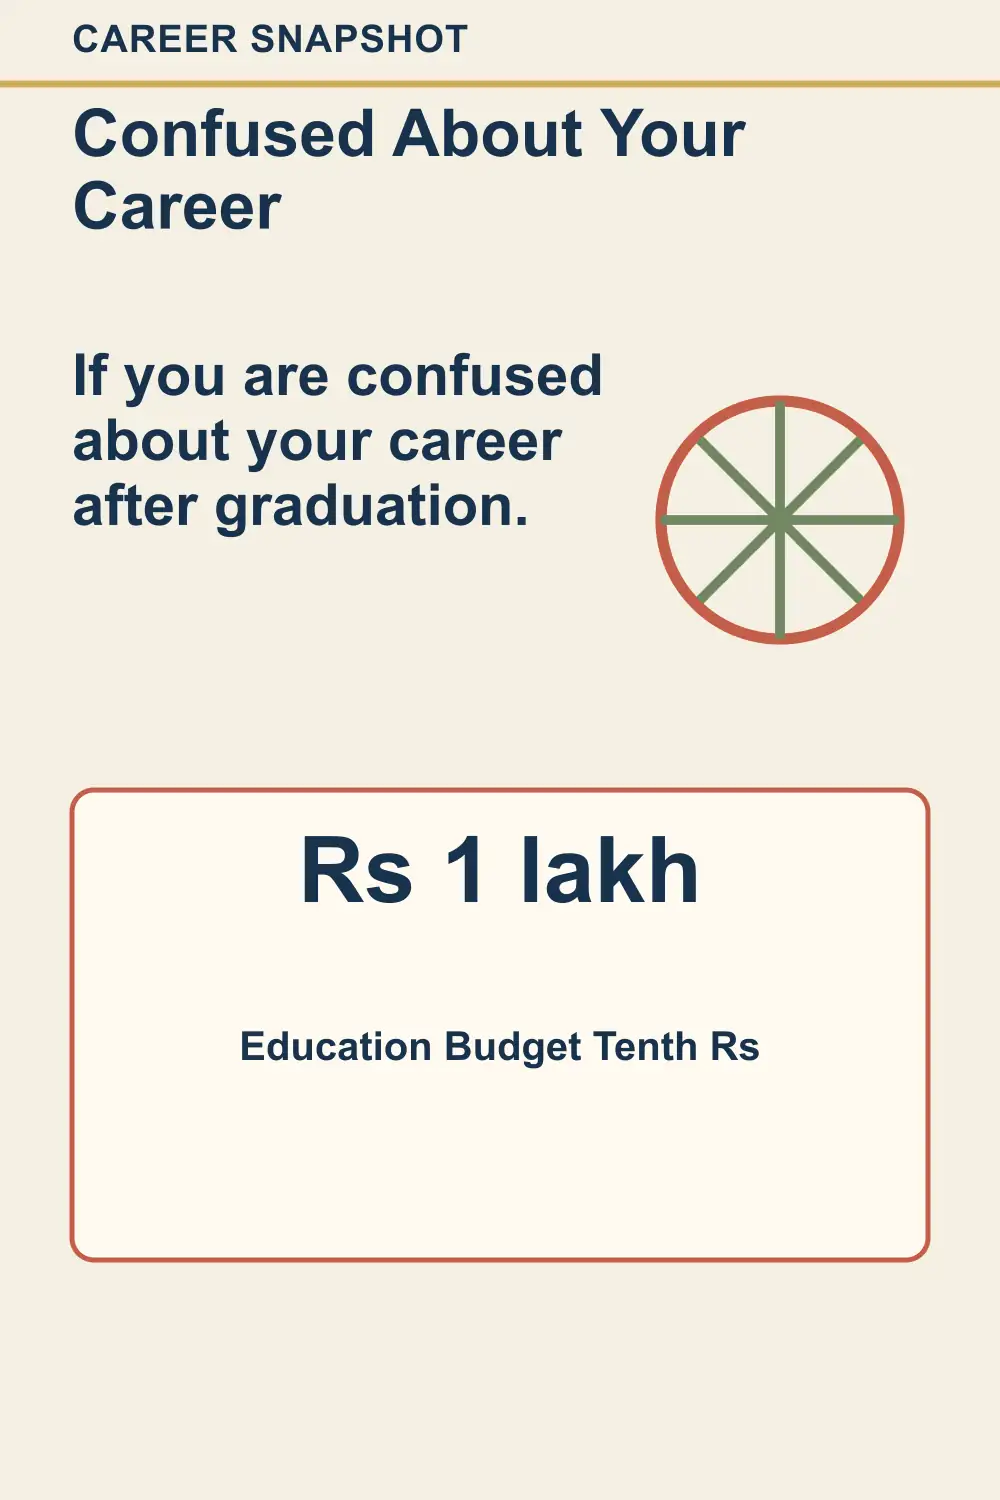 CAREER SNAPSHOT
Confused About Your
Career
If you are confused
about your career
after graduation.
Rs 1 lakh
Education Budget Tenth Rs